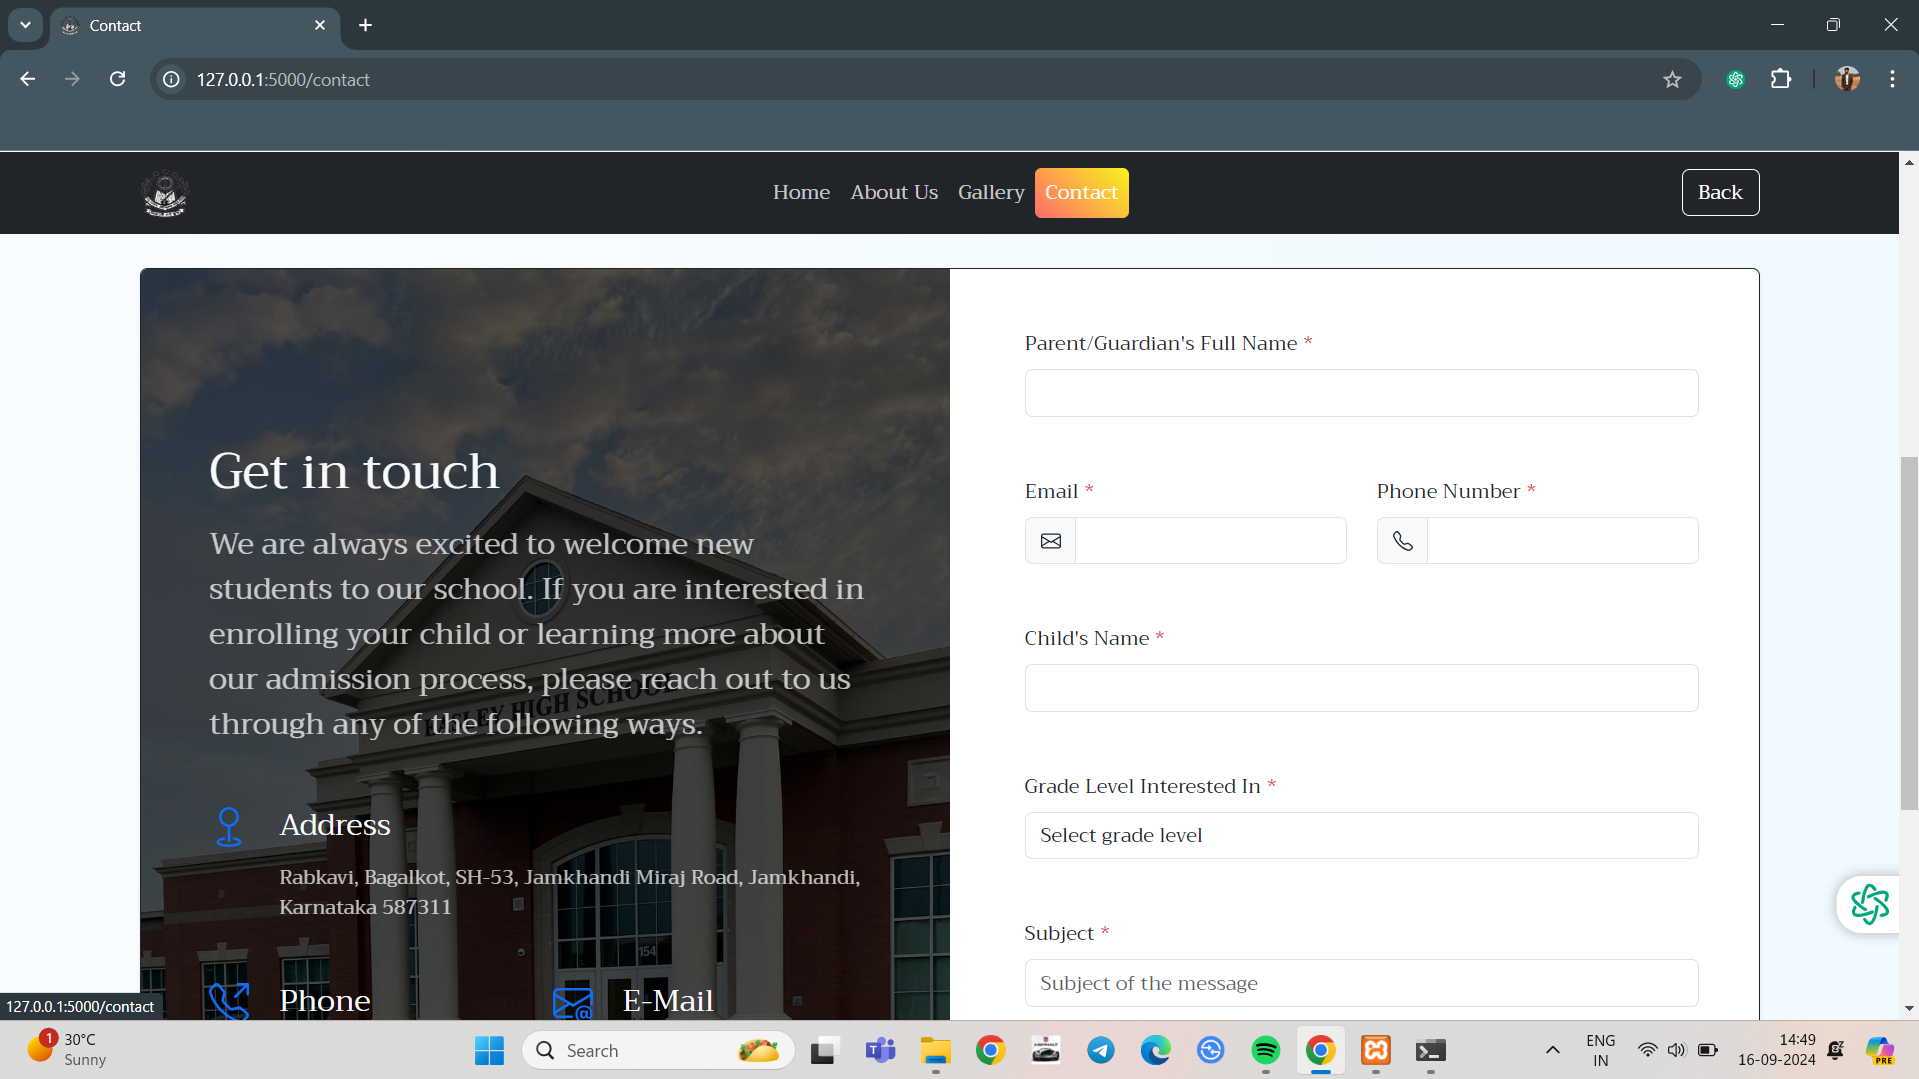 Contact
127.0.0.1:5000/contact
Home
About Us
Gallery
Contact
Back
Get in touch
We are always excited to welcome new
students to our school. If you are interested in
enrolling your child or learning more about
our admission process, please reach out to us
through any of the following ways.
HIGH SCHOOL
Address
Rabkavi, Bagalkot, SH-53, Jamkhandi Miraj Road, Jamkhandi,
Karnataka 587311
154
Phone
E-Mail
Parent/Guardian's Full Name *
Email *
Phone Number *
Child's Name *
Grade Level Interested In *
Select grade level
Subject *
Subject of the message
127.0.0.1:5000/contact
1
30°C
Sunny
Search
ENG
IN
14:49
16-09-2024
PRE